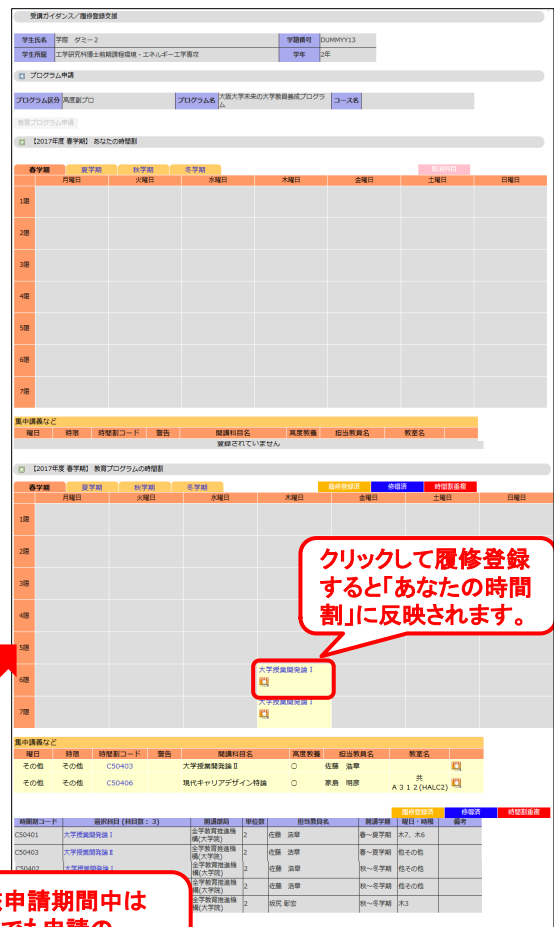 受講ガイダンス／履修登録支援
学生氏名 学際 ダミー2 学籍番号 DUMMYY13
学生所属 工学研究科博士前期課程環境・エネルギー工学専攻 学年 2年
プログラム申請
プログラム区分 高度副プロ プログラム名 大阪大学未来の大学教員養成プログラム コース名
教育プログラム申請
【2017年度 春学期】 あなたの時間割
春学期 夏学期 秋学期 冬学期
月曜日 火曜日 水曜日 木曜日 金曜日 土曜日 日曜日
1限
2限
3限
4限
5限
6限
7限
集中講義など
曜日 時限 時間割コード 警告 開講科目名 高度教養 担当教員名 教室名
登録されていません
【2017年度 春学期】 教育プログラムの時間割
春学期 夏学期 秋学期 冬学期 履修登録済 修得済 時間割重複
月曜日 火曜日 水曜日 木曜日 金曜日 土曜日 日曜日
1限
2限
3限
4限
5限
6限
7限
クリックして履修登録
すると「あなたの時間
割」に反映されます。
大学授業開発論Ⅰ
大学授業開発論Ⅰ
集中講義など
曜日 時限 時間割コード 警告 開講科目名 高度教養 担当教員名 教室名
その他 その他 C50403 大学授業開発論Ⅱ ○ 佐藤 浩章
その他 その他 C50406 現代キャリアデザイン特論 ○ 家島 明彦 共A312(HALC2)
履修登録済 修得済 時間割重複
時間割コード 選択科目 (科目数：3) 開講部局 単位数 担当教員名 開講学期 曜日・時限 備考
C50401 大学授業開発論Ⅰ 全学教育推進機構(大学院) 2 佐藤 浩章 春～夏学期 木7、木6
C50403 大学授業開発論Ⅱ 全学教育推進機構(大学院) 2 佐藤 浩章 春～夏学期 他その他
C50402 大学授業開発論Ⅰ 全学教育推進機構(大学院) 2 佐藤 浩章 秋～冬学期 他その他
全学教育推進機構(大学院) 2 佐藤 浩章 秋～冬学期 他その他
全学教育推進機構(大学院) 2 坂尻 彰宏 秋～冬学期 木3
申請期間中は
でも申請の